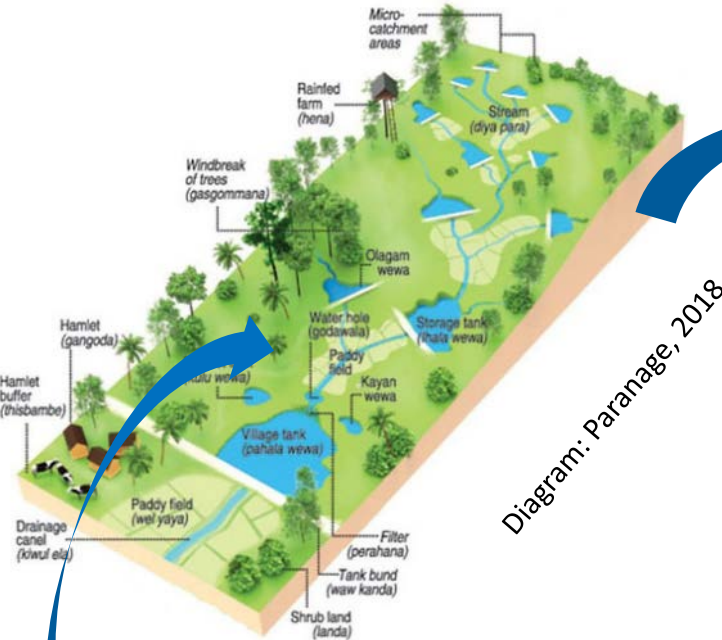 Micro-
catchment
areas
Rainfed
farm
(hena)
Stream
(diya para)
Windbreak
of trees
(gasgommana)
Olagam
wewa
Hamlet
(gangoda)
Water hole
(godawala)
Storage tank
(ihala wewa)
Paddy
field
Hamlet
buffer
(thisbambe)
Kayan
wewa
Village tank
(pahala wewa)
Paddy field
(wel yaya)
Drainage
canel
(kiwul ela)
Filter
(perahana)
Tank bund
(waw kanda)
Shrub land
(landa)
Diagram: Paranage, 2018